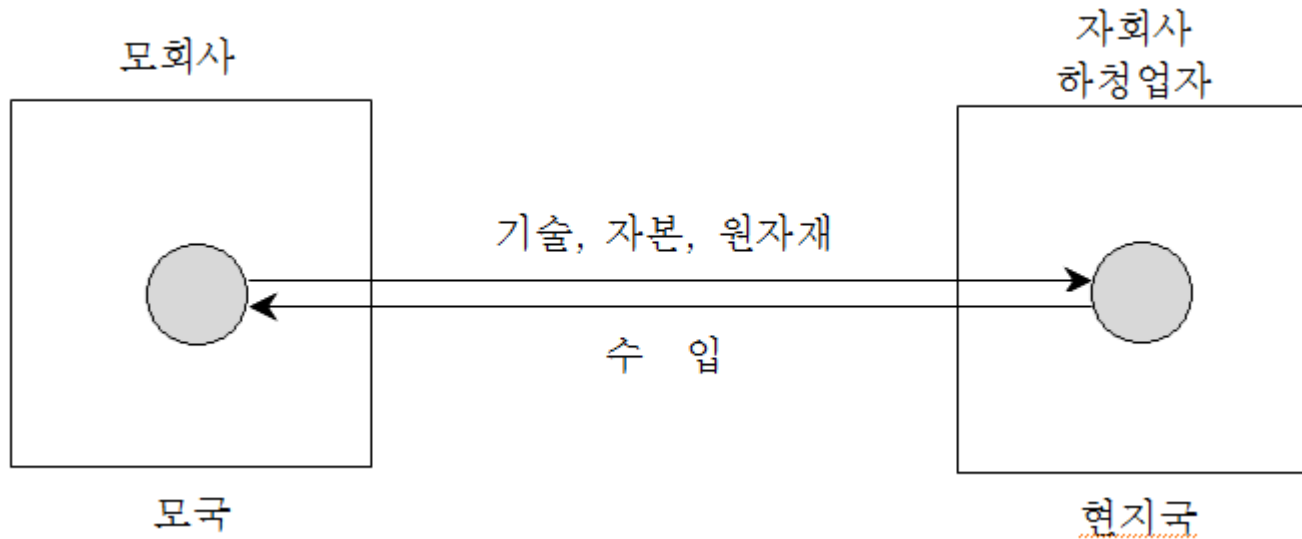 모회사
자회사
하청업자
기술, 자본, 원자재
수 입
모국
현지국